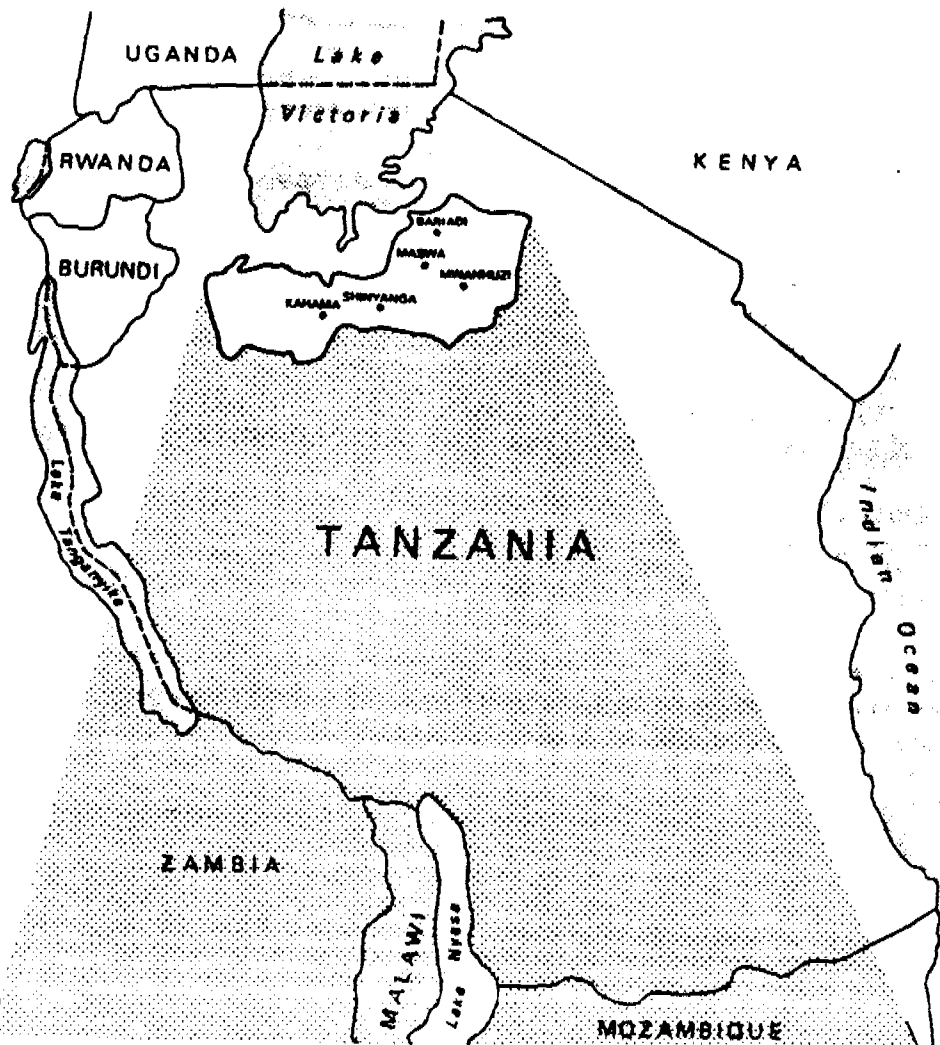 UGANDA
Lake
Victoria
RWANDA
KENYA
BARIADI
MASWA
BURUNDI
MWANHUZI
KAHAMA
SHINYANGA
Lake
Tanganyika
TANZANIA
Indian
Ocean
ZAMBIA
MALAWI
Lake Nyasa
MOZAMBIQUE